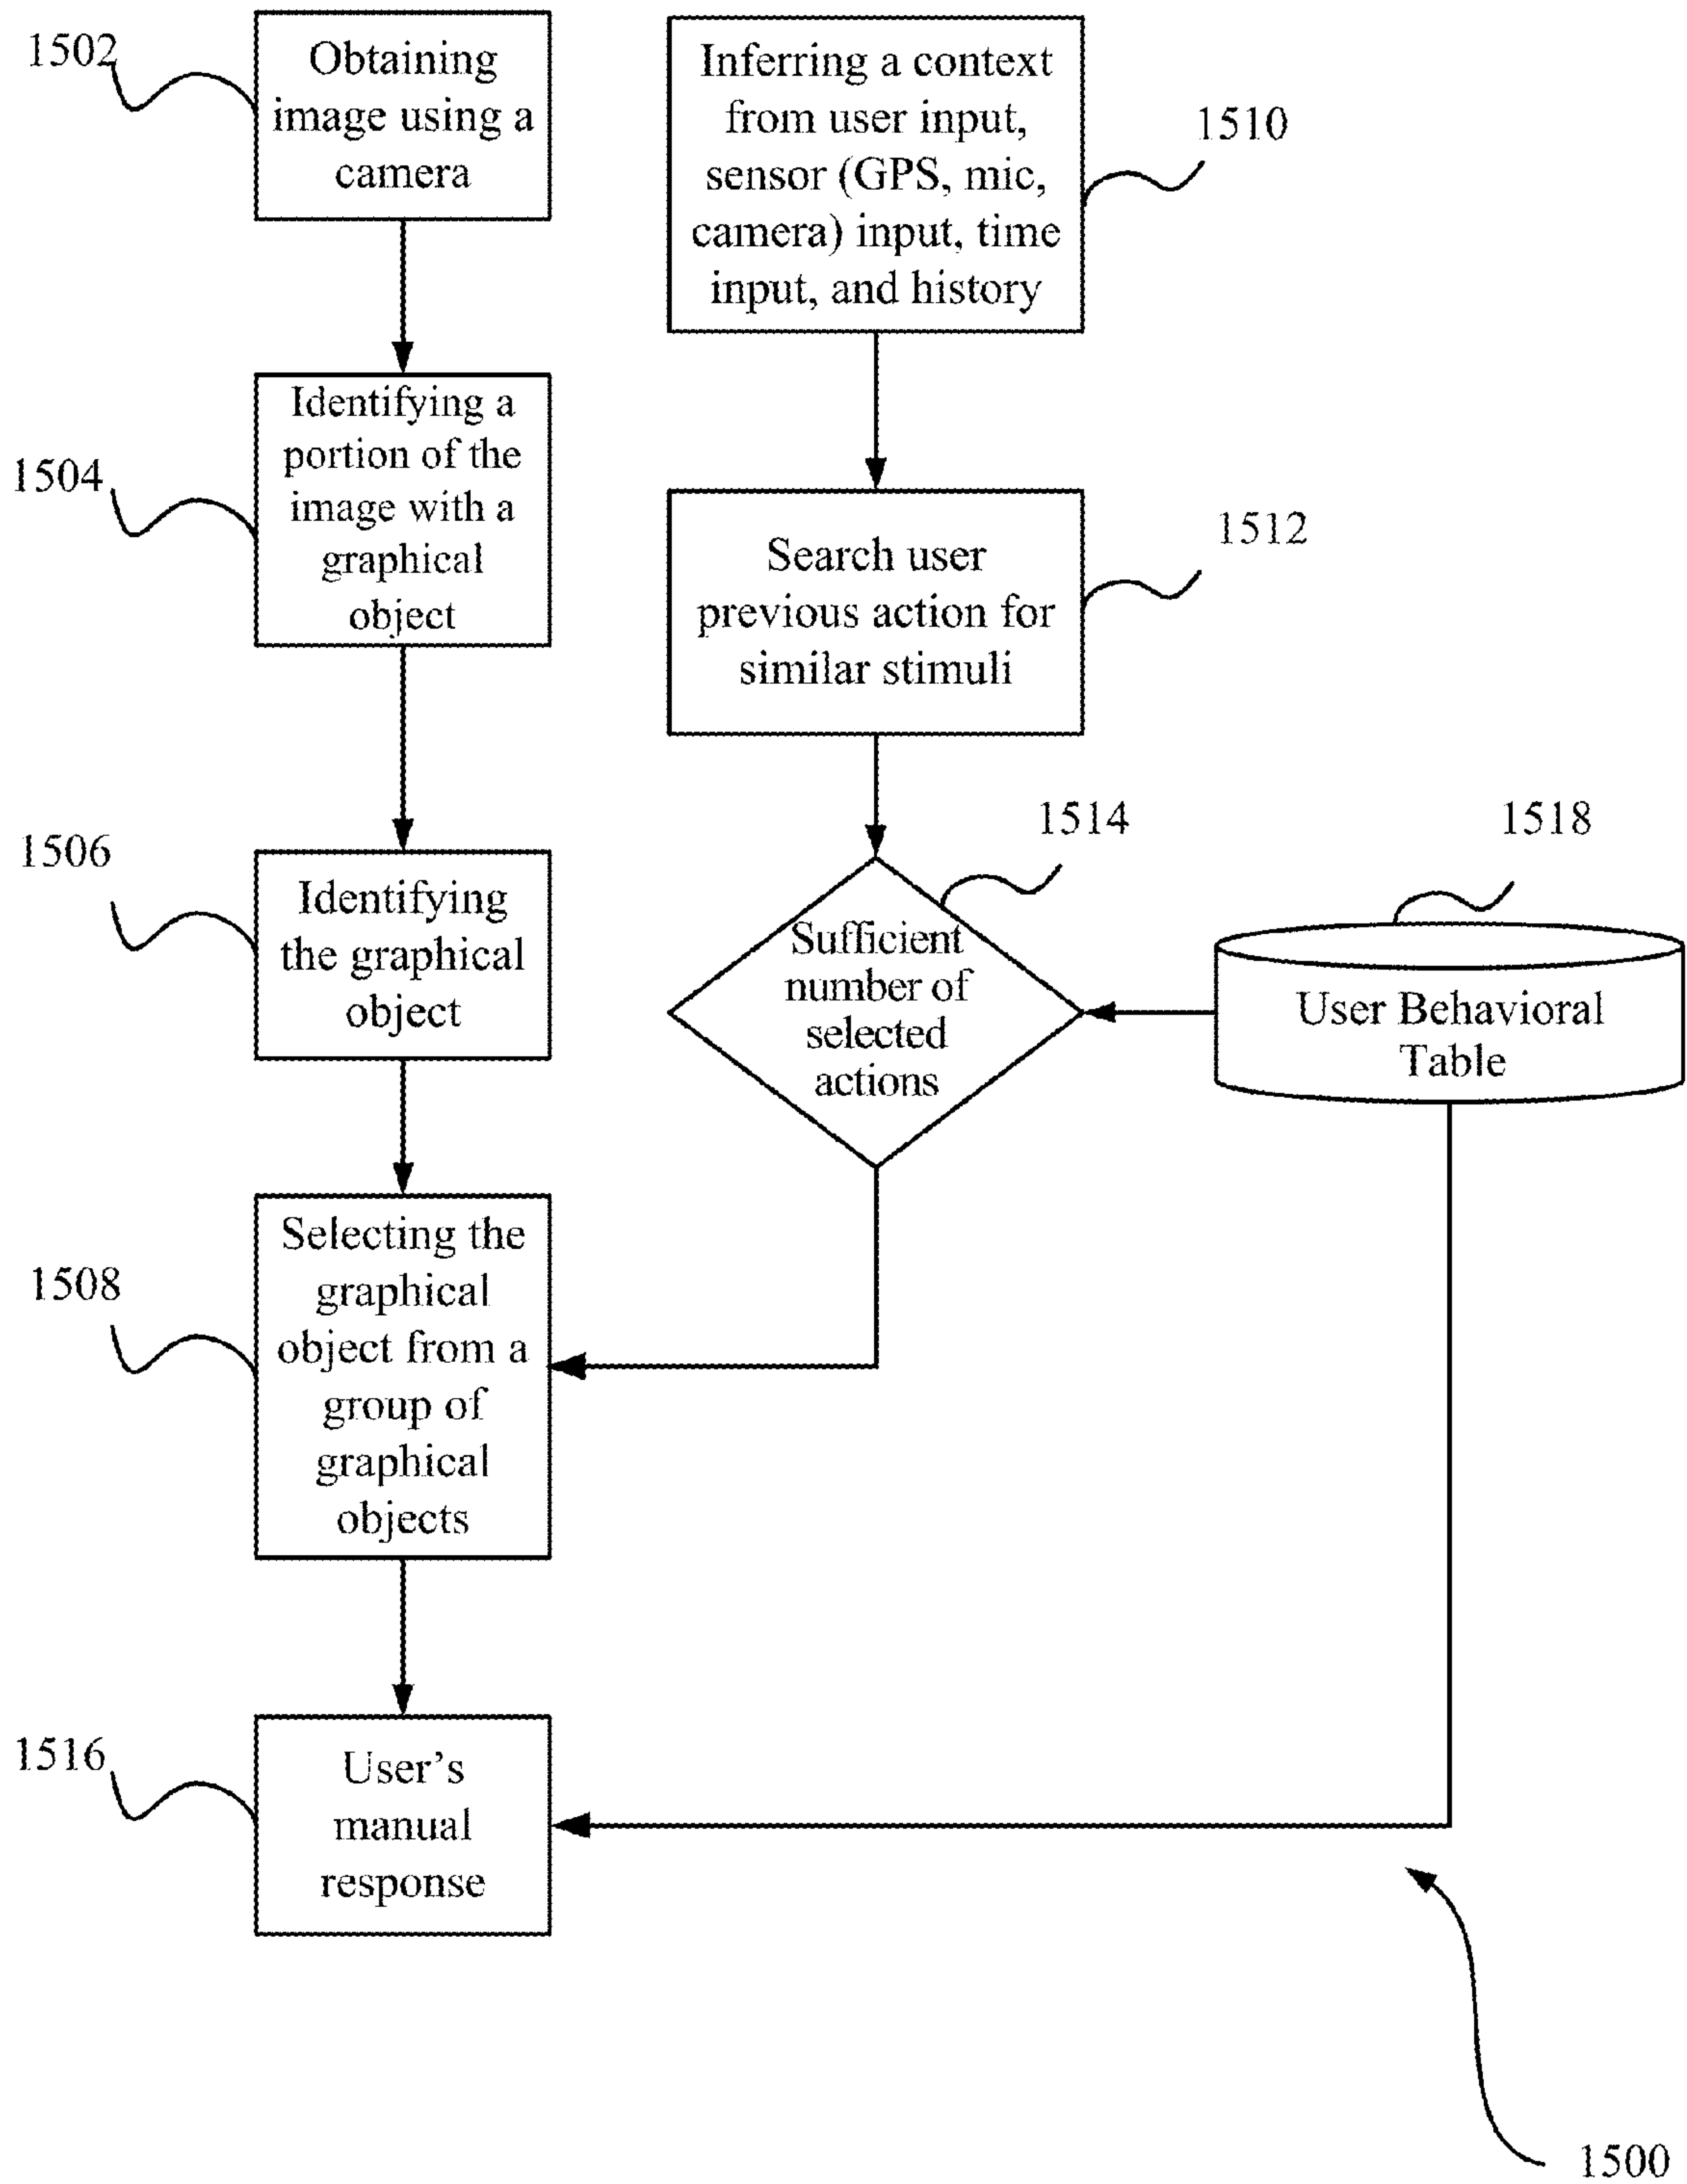 1502
Obtaining
image using a
camera
Inferring a context
from user input,
sensor (GPS, mic,
camera) input, time
input, and history
1510
1504
Identifying a
portion of the
image with a
graphical
object
Search user
previous action for
similar stimuli
1512
1506
Identifying
the graphical
object
1514
Sufficient
number of
selected
actions
1518
User Behavioral
Table
1508
Selecting the
graphical
object from a
group of
graphical
objects
1516
User’s
manual
response
1500